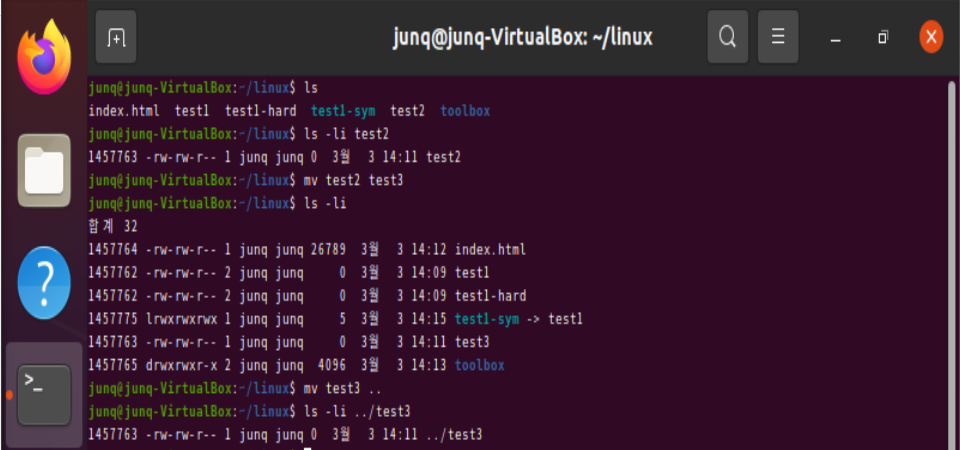 junq@junq-VirtualBox: ~/linux
junq@junq-VirtualBox:~/linux$ ls
index.html  test1  test1-hard  test1-sym  test2  toolbox
junq@junq-VirtualBox:~/linux$ ls -li test2
1457763 -rw-rw-r-- 1 junq junq 0  3월  3 14:11 test2
junq@junq-VirtualBox:~/linux$ mv test2 test3
junq@junq-VirtualBox:~/linux$ ls -li
합계 32
1457764 -rw-rw-r-- 1 junq junq 26789  3월  3 14:12 index.html
1457762 -rw-rw-r-- 2 junq junq     0  3월  3 14:09 test1
1457762 -rw-rw-r-- 2 junq junq     0  3월  3 14:09 test1-hard
1457775 lrwxrwxrwx 1 junq junq     5  3월  3 14:15 test1-sym -> test1
1457763 -rw-rw-r-- 1 junq junq     0  3월  3 14:11 test3
1457765 drwxrwxr-x 2 junq junq  4096  3월  3 14:13 toolbox
junq@junq-VirtualBox:~/linux$ mv test3 ..
junq@junq-VirtualBox:~/linux$ ls -li ../test3
1457763 -rw-rw-r-- 1 junq junq 0  3월  3 14:11 ../test3